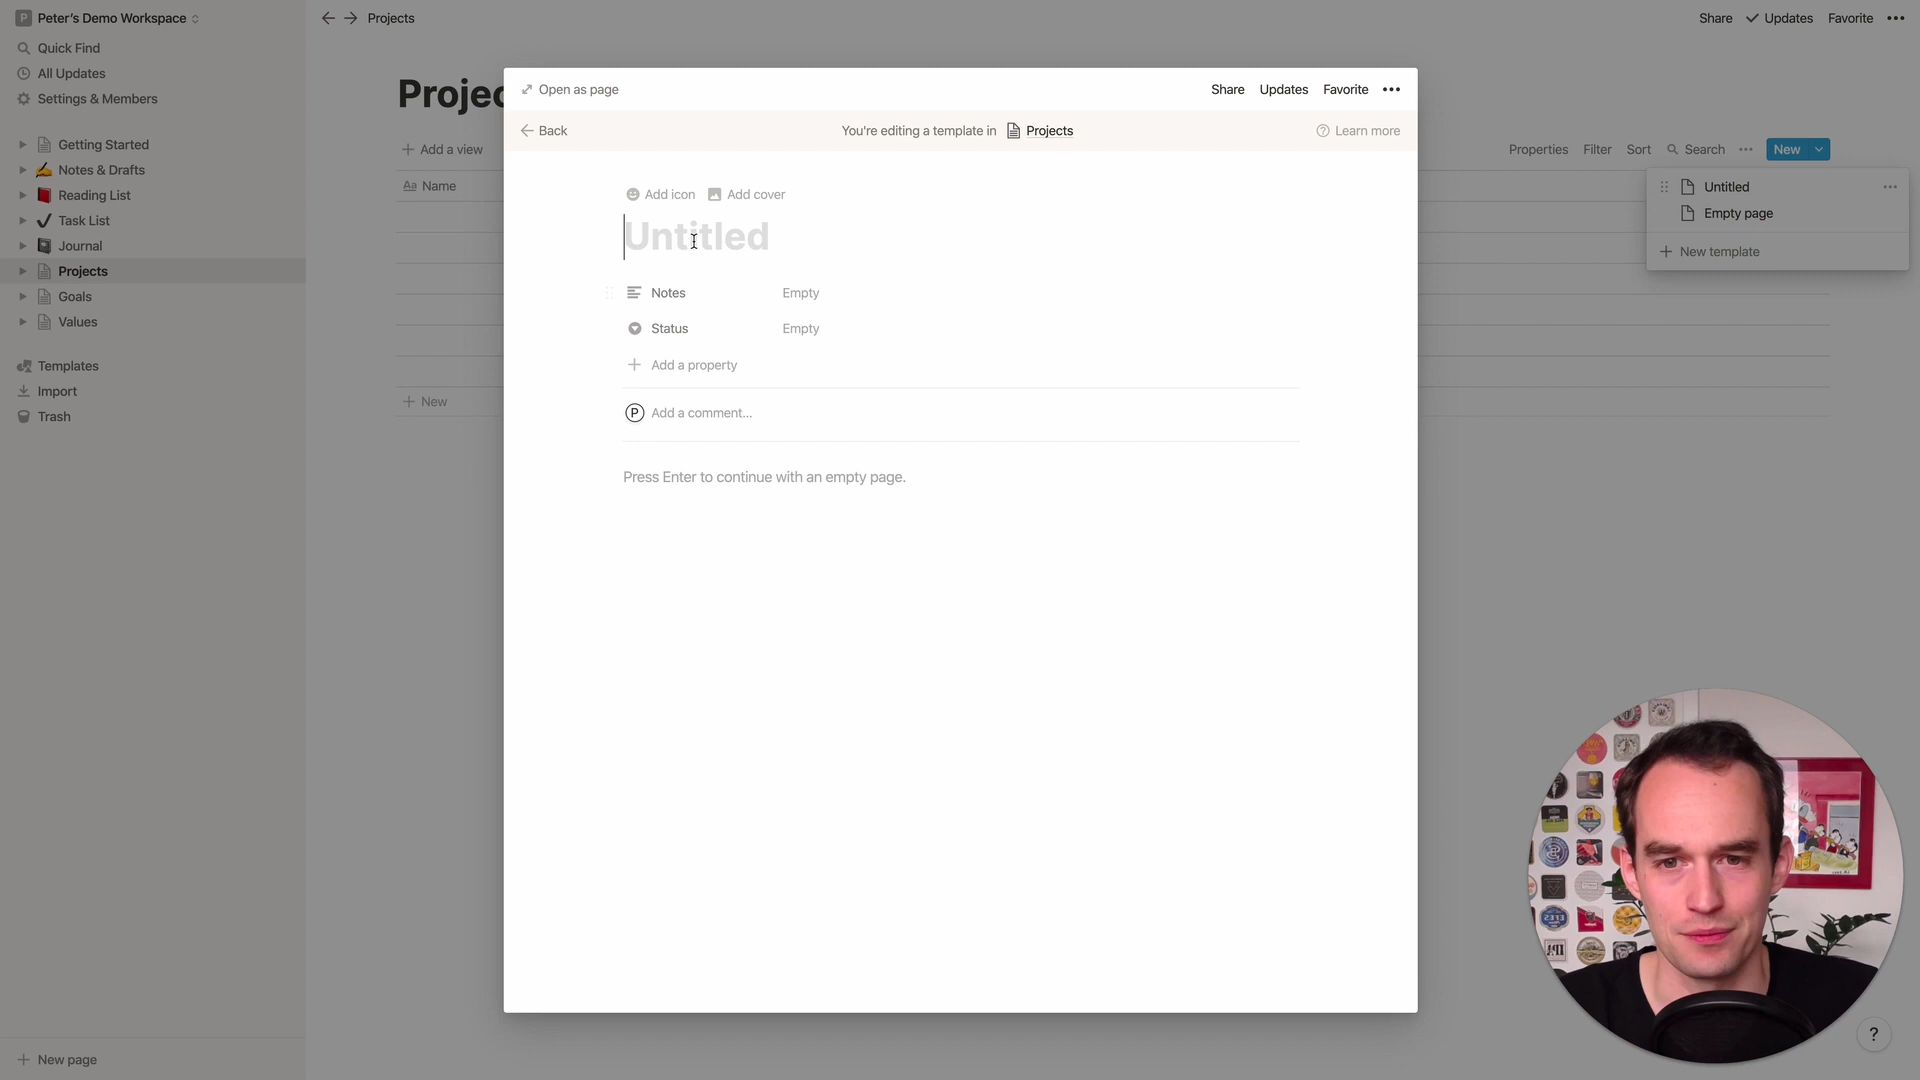 P Peter's Demo Workspace
Projects
Share Updates Favorite •••
Quick Find
All Updates
Settings & Members
Getting Started
Notes & Drafts
Reading List
Task List
Journal
Projects
Goals
Values
Templates
Import
Trash
New page
Projec
Add a view
Properties Filter Sort Search ••• New
Aa Name
New
Untitled •••
Empty page
New template
Open as page
Share Updates Favorite •••
Back
You're editing a template in Projects
Learn more
Add icon Add cover
Untitled
Notes Empty
Status Empty
Add a property
P Add a comment...
Press Enter to continue with an empty page.
?